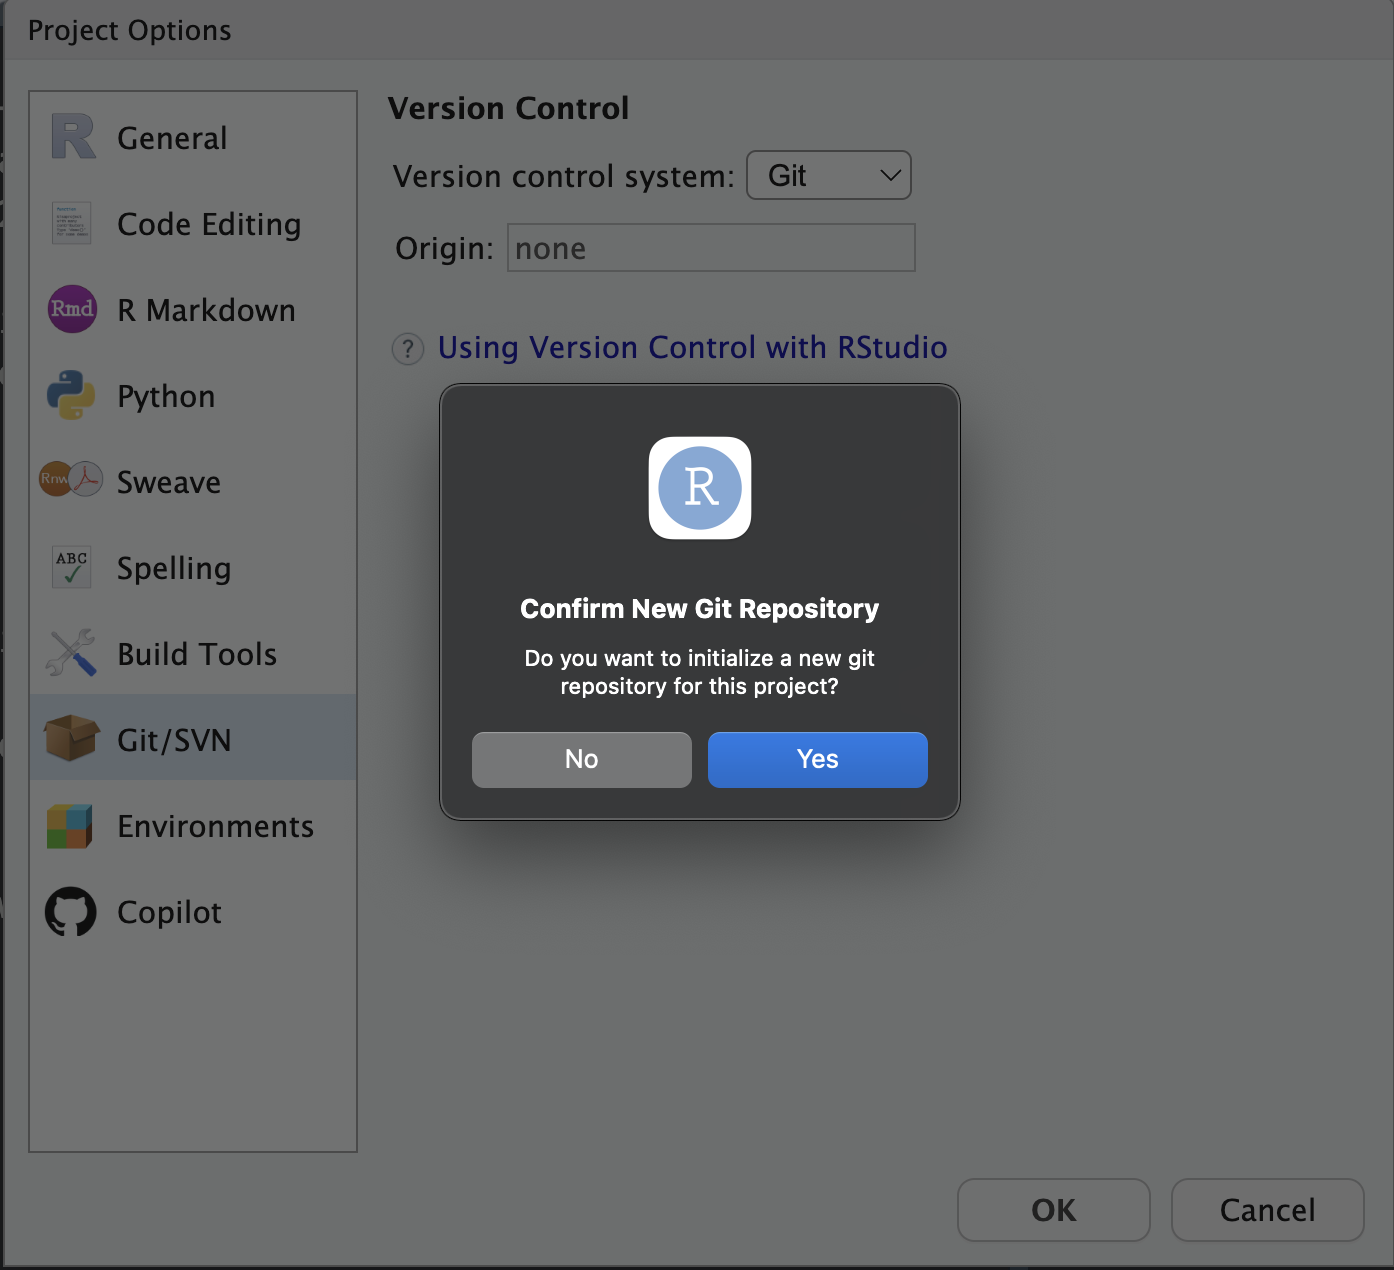 Project Options
General
Code Editing
Rmd
R Markdown
Python
Rnw
Sweave
ABC
Spelling
Build Tools
Git/SVN
Environments
Copilot
Version Control
Version control system: Git
Origin: none
? Using Version Control with RStudio
R
Confirm New Git Repository
Do you want to initialize a new git
repository for this project?
No
Yes
OK
Cancel